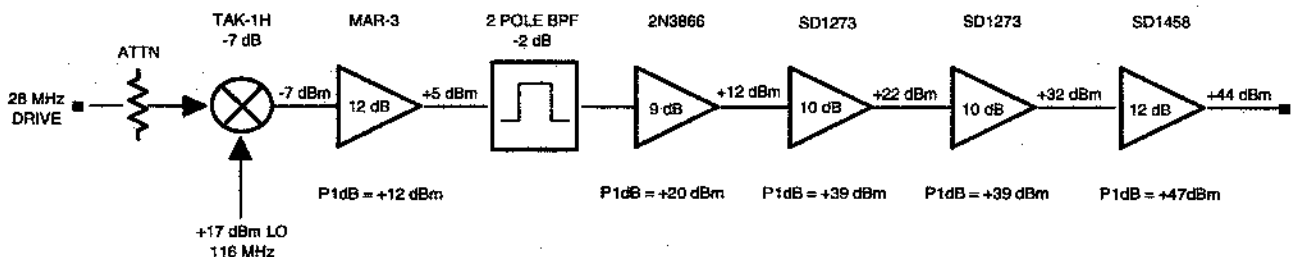 TAK-1H
-7 dB
MAR-3
2 POLE BPF
-2 dB
2N3866
SD1273
SD1273
SD1458
ATTN
28 MHz
DRIVE
-7 dBm
12 dB
+5 dBm
9 dB
+12 dBm
10 dB
+22 dBm
10 dB
+32 dBm
12 dB
+44 dBm
P1dB = +12 dBm
P1dB = +20 dBm
P1dB = +39 dBm
P1dB = +39 dBm
P1dB = +47dBm
+17 dBm LO
116 MHz